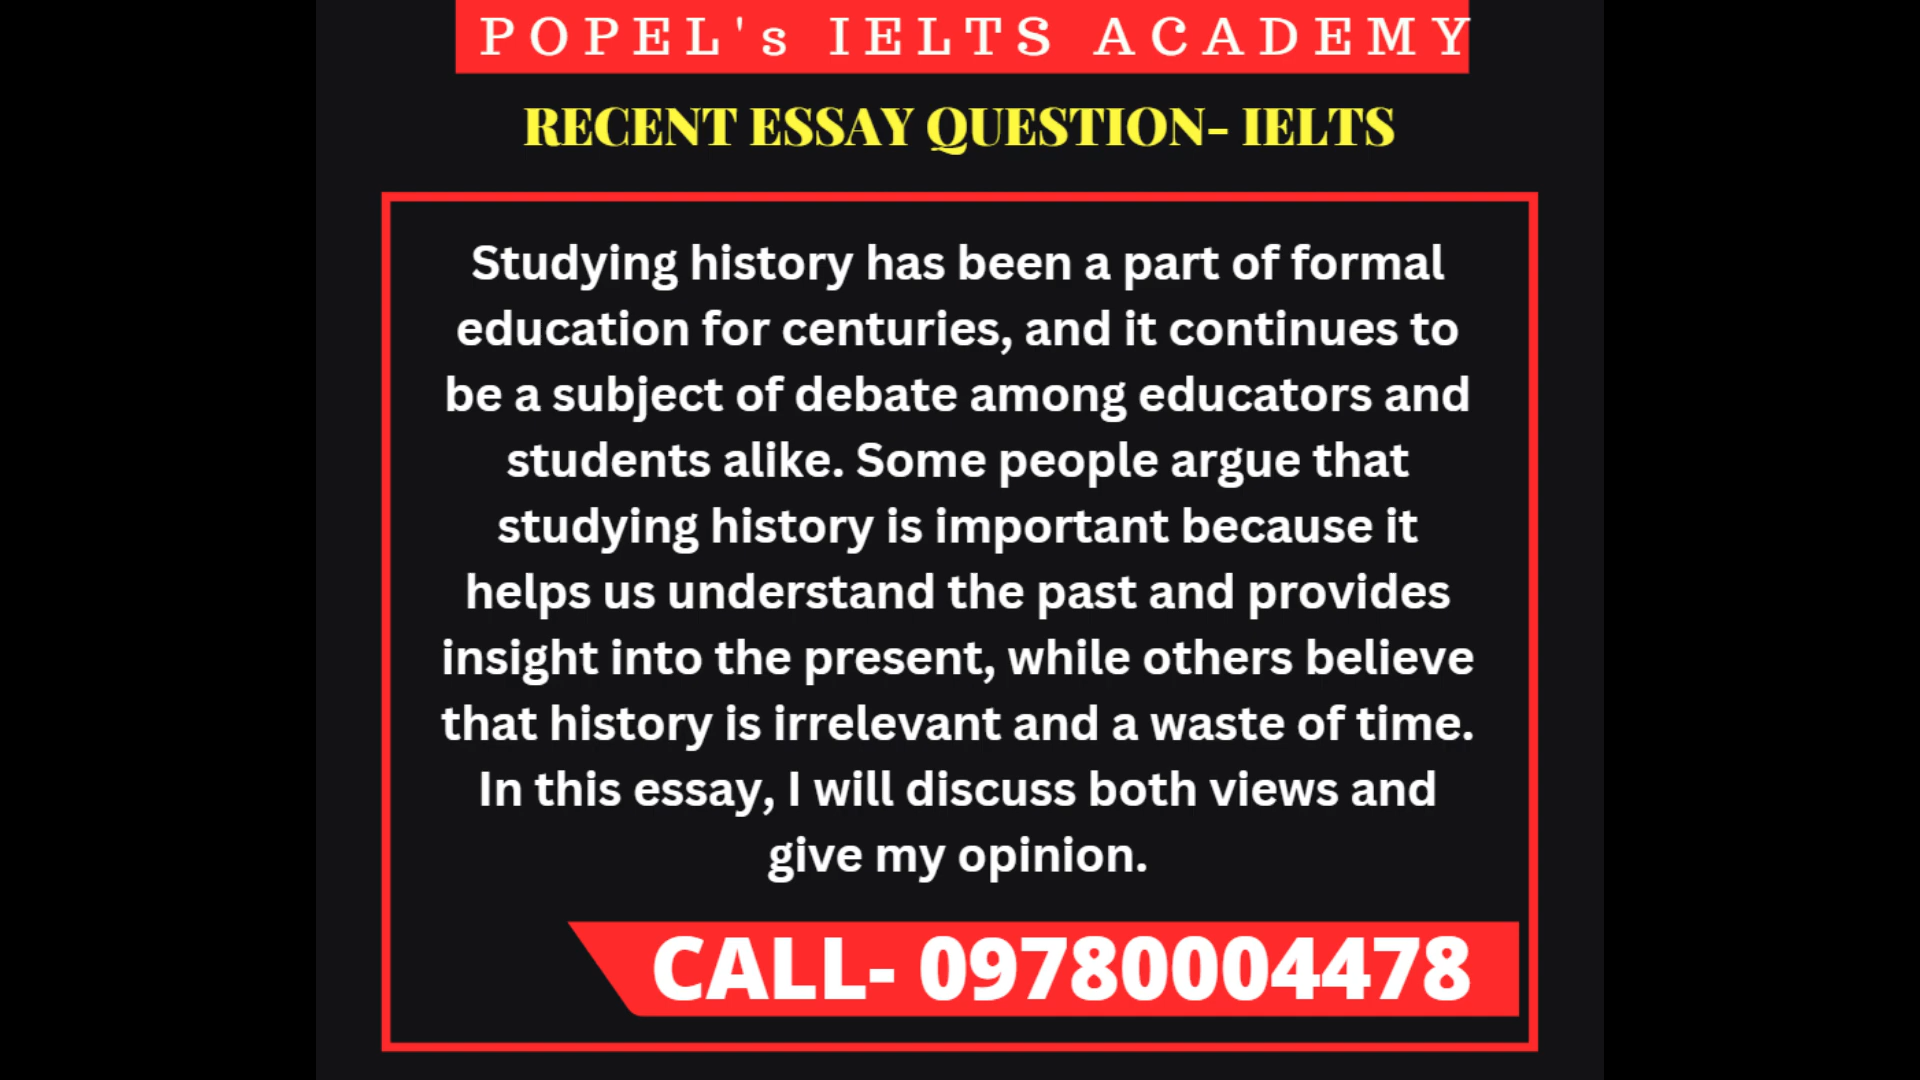 POPEL's IELTS ACADEMY
RECENT ESSAY QUESTION- IELTS
Studying history has been a part of formal
education for centuries, and it continues to
be a subject of debate among educators and
students alike. Some people argue that
studying history is important because it
helps us understand the past and provides
insight into the present, while others believe
that history is irrelevant and a waste of time.
In this essay, I will discuss both views and
give my opinion.
CALL- 09780004478